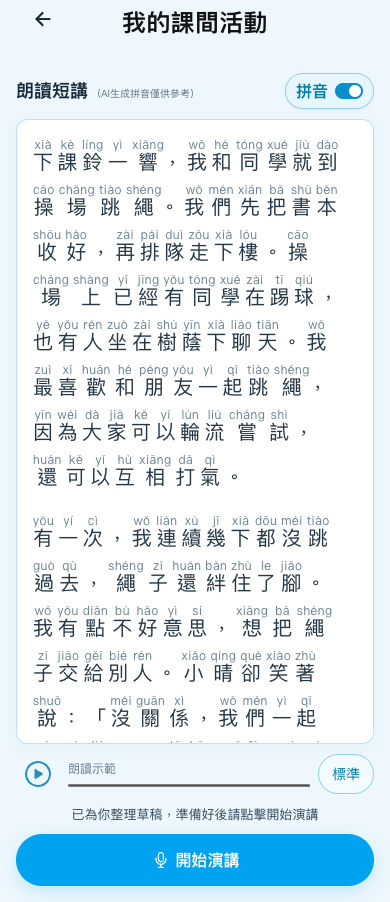 我的課間活動
朗讀短講 （AI生成拼音僅供參考）
拼音
xià kè líng yì xiǎng wǒ hé tóng xué jiù dào
下課鈴一響，我和同學就到
cāo chǎng tiào shéng wǒ mén xiān bǎ shū běn
操場跳繩。我們先把書本
shōu hǎo zài pái duì zǒu xià lóu cāo
收好，再排隊走下樓。操
chǎng shàng yǐ jīng yǒu tóng xué zài tī qiú
場上已經有同學在踢球，
yě yǒu rén zuò zài shù yīn xià liáo tiān wǒ
也有人坐在樹蔭下聊天。我
zuì xǐ huān hé péng yǒu yì qǐ tiào shéng
最喜歡和朋友一起跳繩，
yīn wéi dà jiā kě yǐ lún liú cháng shì
因為大家可以輪流嘗試，
huán kě yǐ hù xiāng dǎ qì
還可以互相打氣。
yǒu yí cì wǒ lián xù jǐ xià dōu méi tiào
有一次，我連續幾下都沒跳
guò qù shéng zǐ huán bàn zhù le jiǎo
過去，繩子還絆住了腳。
wǒ yǒu diǎn bù hǎo yì si xiǎng bǎ shéng
我有點不好意思，想把繩
zǐ jiāo gěi bié rén xiǎo qíng què xiào zhù
子交給別人。小晴卻笑著
shuō méi guān xì wǒ mén yì qǐ
說：「沒關係，我們一起
朗讀示範
標準
已為你整理草稿，準備好後請點擊開始演講
開始演講